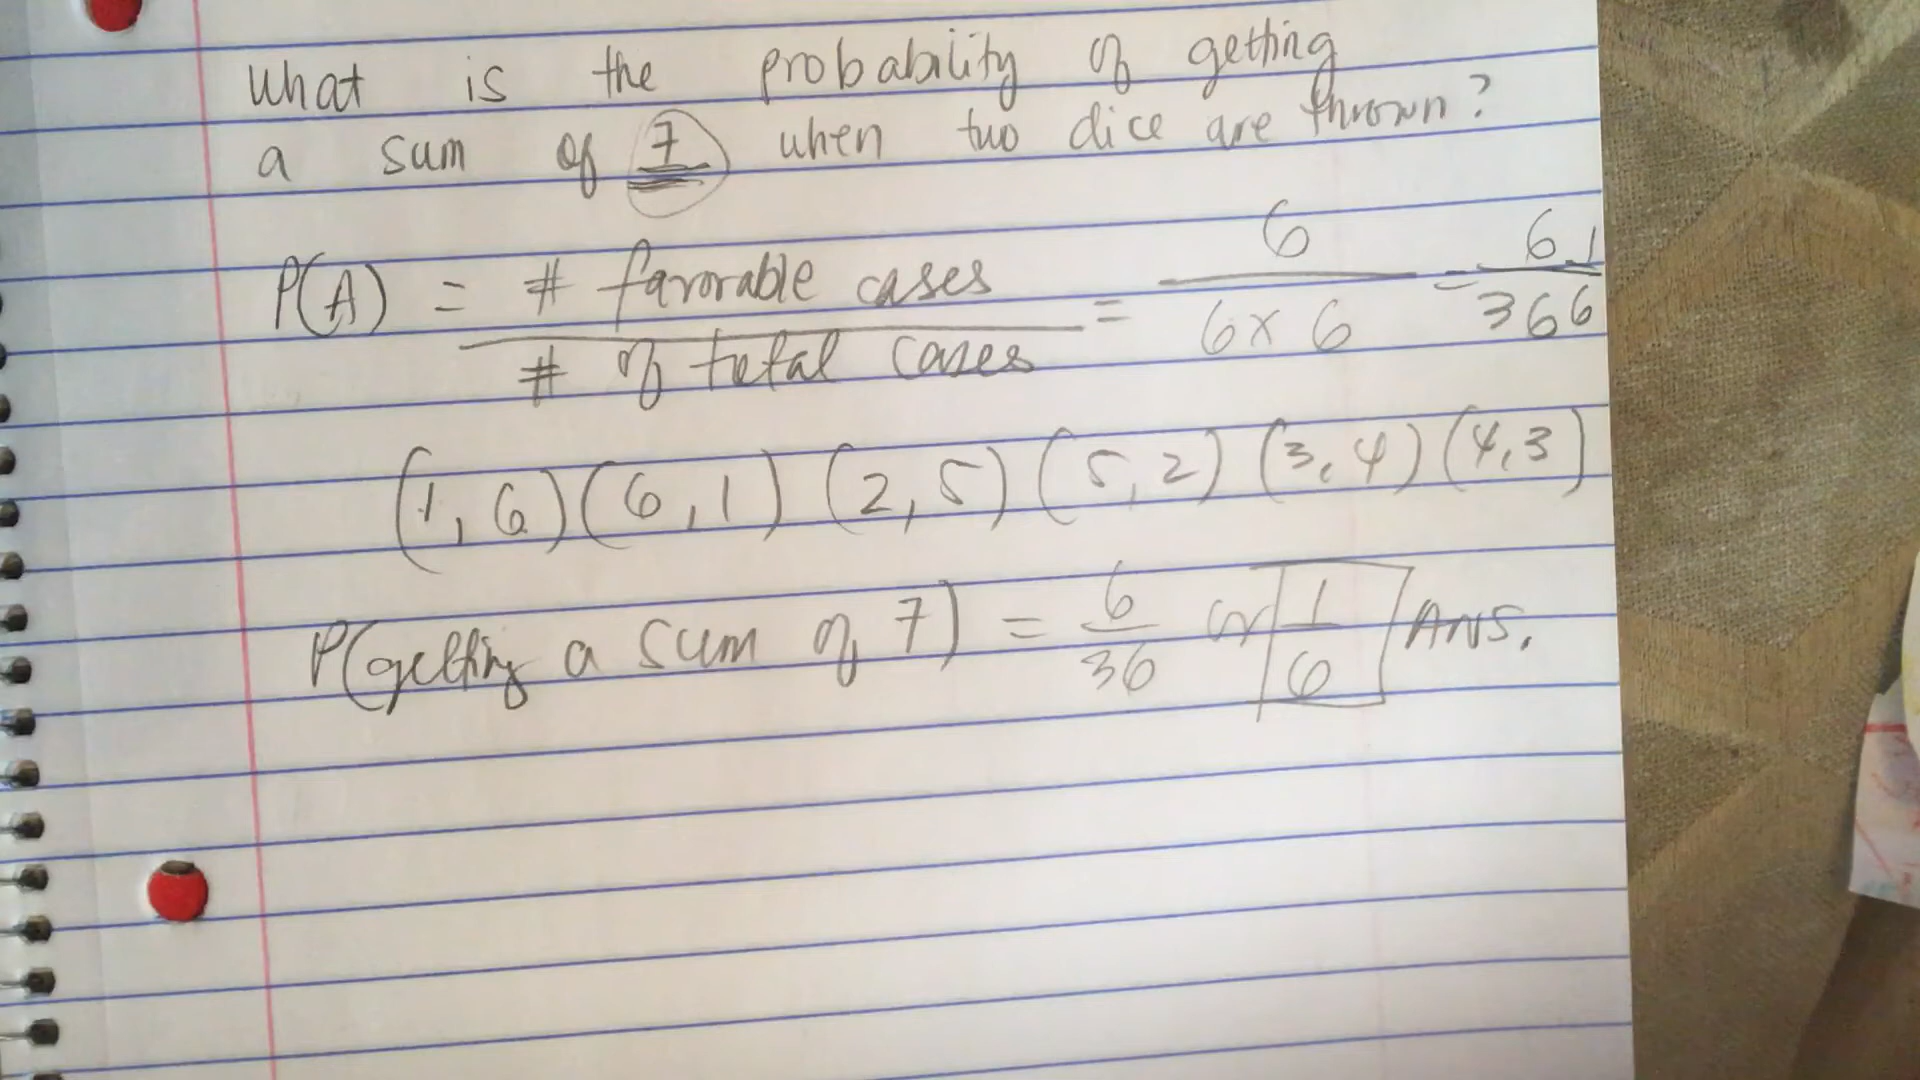 What is the probability of getting
a sum of 7 when two dice are thrown?
P(A) = # favorable cases / # of total cases = 6 / 6x6 = 6 / 36 1 / 6
(1,6) (6,1) (2,5) (5,2) (3,4) (4,3)
P(getting a sum of 7) = 6/36 or 1/6 ANS.